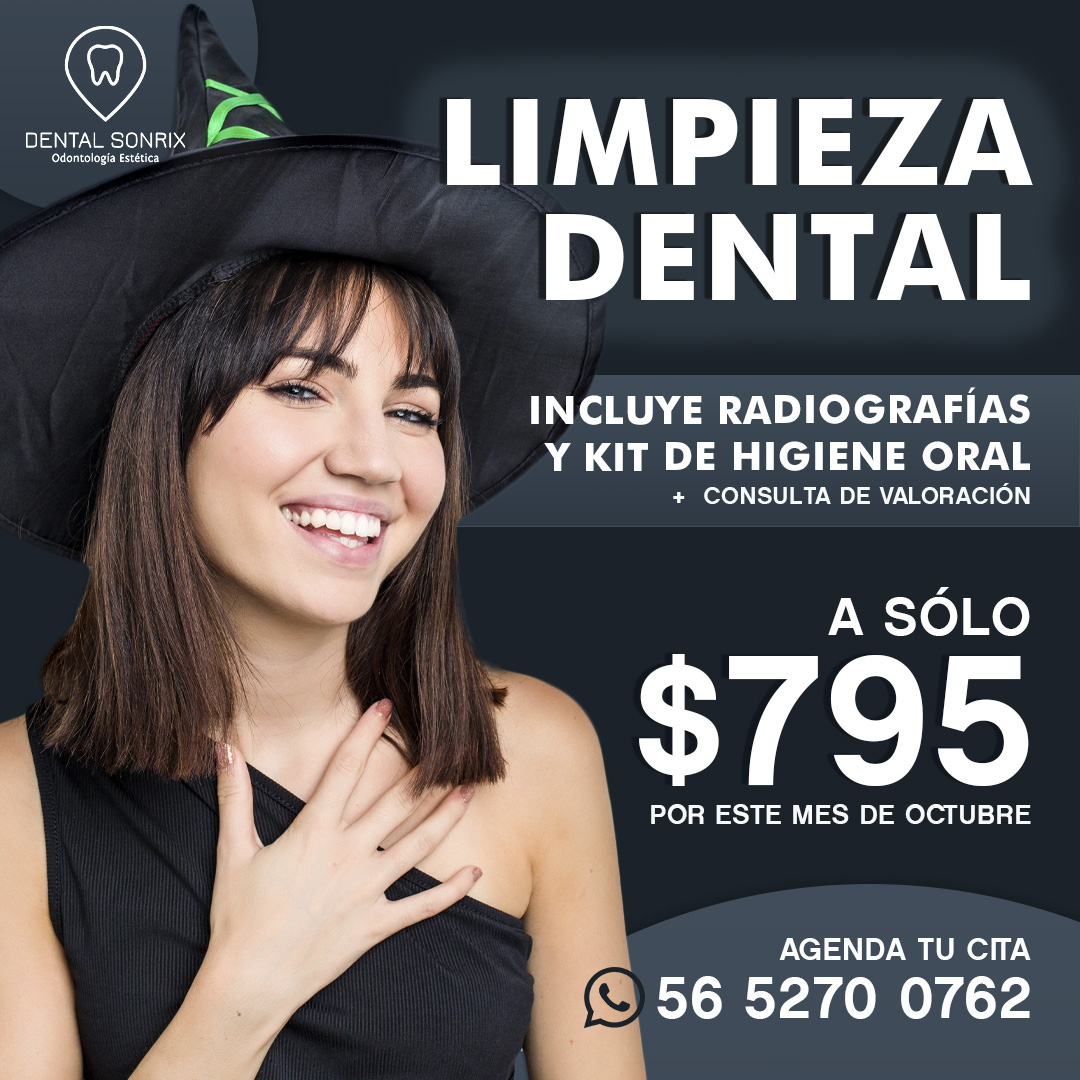 DENTAL SONRIX
Odontología Estética
LIMPIEZA
DENTAL
INCLUYE RADIOGRAFÍAS
Y KIT DE HIGIENE ORAL
+ CONSULTA DE VALORACIÓN
A SÓLO
$795
POR ESTE MES DE OCTUBRE
AGENDA TU CITA
56 5270 0762